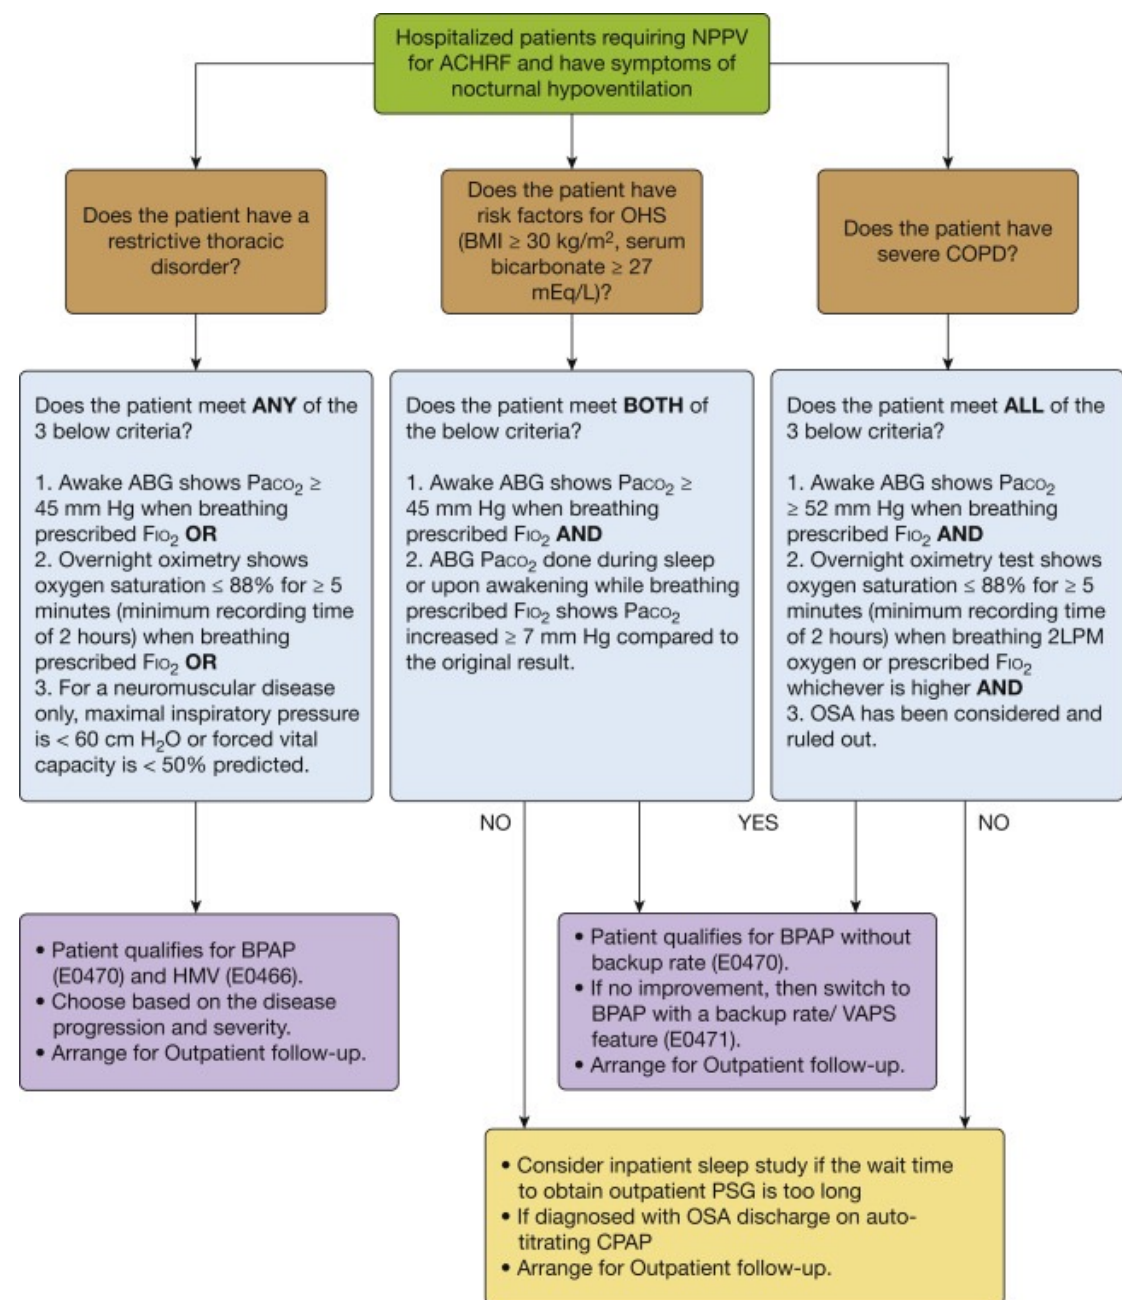 Hospitalized patients requiring NPPV
for ACHRF and have symptoms of
nocturnal hypoventilation
Does the patient have a
restrictive thoracic
disorder?
Does the patient have
risk factors for OHS
(BMI ≥ 30 kg/m², serum
bicarbonate ≥ 27
mEq/L)?
Does the patient have
severe COPD?
Does the patient meet ANY of the
3 below criteria?
1. Awake ABG shows PaCO₂ ≥
45 mm Hg when breathing
prescribed FIO₂ OR
2. Overnight oximetry shows
oxygen saturation ≤ 88% for ≥ 5
minutes (minimum recording time
of 2 hours) when breathing
prescribed FIO₂ OR
3. For a neuromuscular disease
only, maximal inspiratory pressure
is < 60 cm H₂O or forced vital
capacity is < 50% predicted.
Does the patient meet BOTH of
the below criteria?
1. Awake ABG shows PaCO₂ ≥
45 mm Hg when breathing
prescribed FIO₂ AND
2. ABG PaCO₂ done during sleep
or upon awakening while breathing
prescribed FIO₂ shows PaCO₂
increased ≥ 7 mm Hg compared to
the original result.
Does the patient meet ALL of the
3 below criteria?
1. Awake ABG shows PaCO₂
≥ 52 mm Hg when breathing
prescribed FIO₂ AND
2. Overnight oximetry test shows
oxygen saturation ≤ 88% for ≥ 5
minutes (minimum recording time
of 2 hours) when breathing 2LPM
oxygen or prescribed FIO₂
whichever is higher AND
3. OSA has been considered and
ruled out.
NO
YES
NO
• Patient qualifies for BPAP
(E0470) and HMV (E0466).
• Choose based on the disease
progression and severity.
• Arrange for Outpatient follow-up.
• Patient qualifies for BPAP without
backup rate (E0470).
• If no improvement, then switch to
BPAP with a backup rate/ VAPS
feature (E0471).
• Arrange for Outpatient follow-up.
• Consider inpatient sleep study if the wait time
to obtain outpatient PSG is too long
• If diagnosed with OSA discharge on auto-
titrating CPAP
• Arrange for Outpatient follow-up.